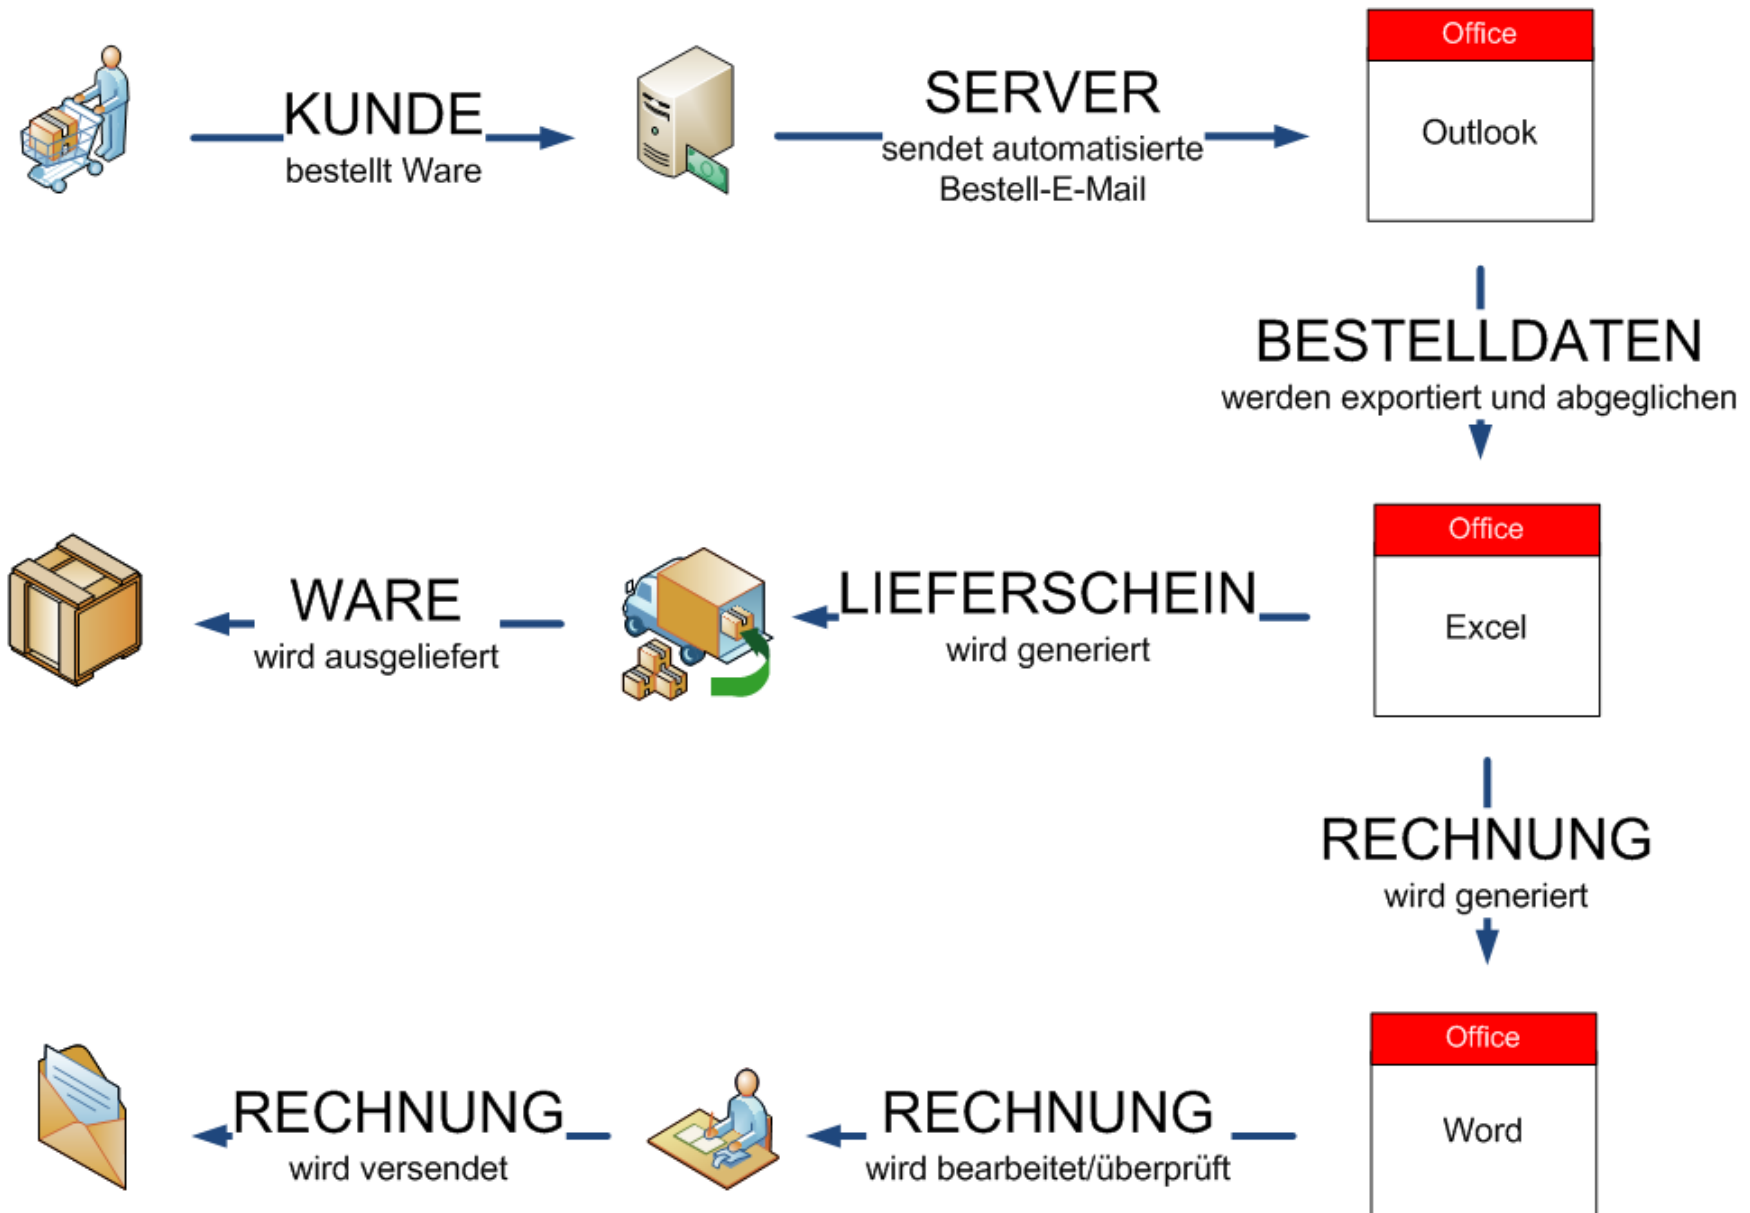 KUNDE
bestellt Ware
SERVER
sendet automatisierte
Bestell-E-Mail
Office
Outlook
BESTELLDATEN
werden exportiert und abgeglichen
Office
Excel
LIEFERSCHEIN
wird generiert
WARE
wird ausgeliefert
RECHNUNG
wird generiert
Office
Word
RECHNUNG
wird bearbeitet/überprüft
RECHNUNG
wird versendet